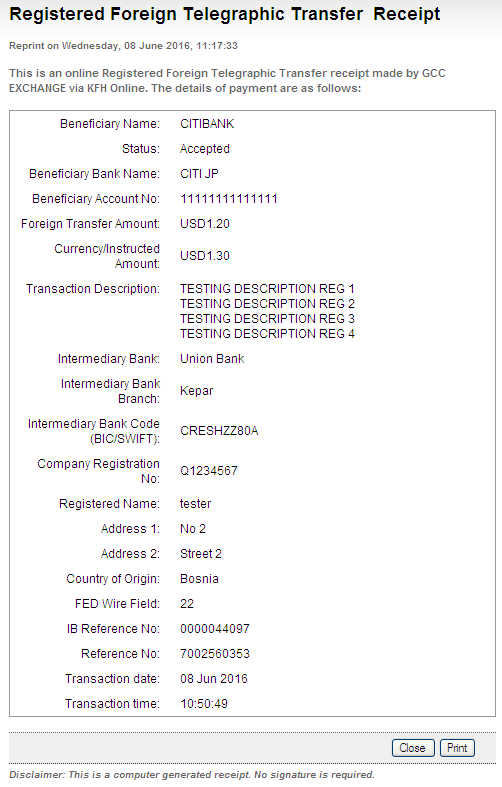 Registered Foreign Telegraphic Transfer Receipt
Reprint on Wednesday, 08 June 2016, 11:17:33
This is an online Registered Foreign Telegraphic Transfer receipt made by GCC
EXCHANGE via KFH Online. The details of payment are as follows:
Beneficiary Name: CITIBANK
Status: Accepted
Beneficiary Bank Name: CITI JP
Beneficiary Account No: 11111111111111
Foreign Transfer Amount: USD1.20
Currency/Instructed
Amount: USD1.30
Transaction Description: TESTING DESCRIPTION REG 1
TESTING DESCRIPTION REG 2
TESTING DESCRIPTION REG 3
TESTING DESCRIPTION REG 4
Intermediary Bank: Union Bank
Intermediary Bank
Branch: Kepar
Intermediary Bank Code
(BIC/SWIFT): CRESHZZ80A
Company Registration
No: Q1234567
Registered Name: tester
Address 1: No 2
Address 2: Street 2
Country of Origin: Bosnia
FED Wire Field: 22
IB Reference No: 0000044097
Reference No: 7002560353
Transaction date: 08 Jun 2016
Transaction time: 10:50:49
Close Print
Disclaimer: This is a computer generated receipt. No signature is required.